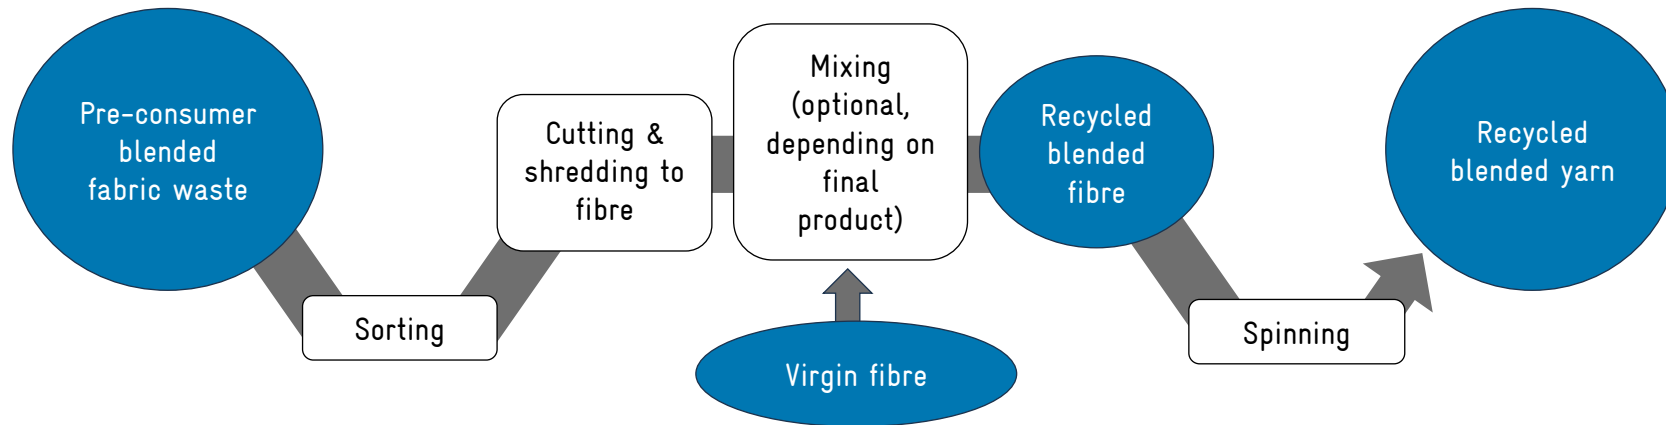 Pre-consumer
blended
fabric waste
Sorting
Cutting &
shredding to
fibre
Mixing
(optional,
depending on
final
product)
Virgin fibre
Recycled
blended
fibre
Spinning
Recycled
blended yarn